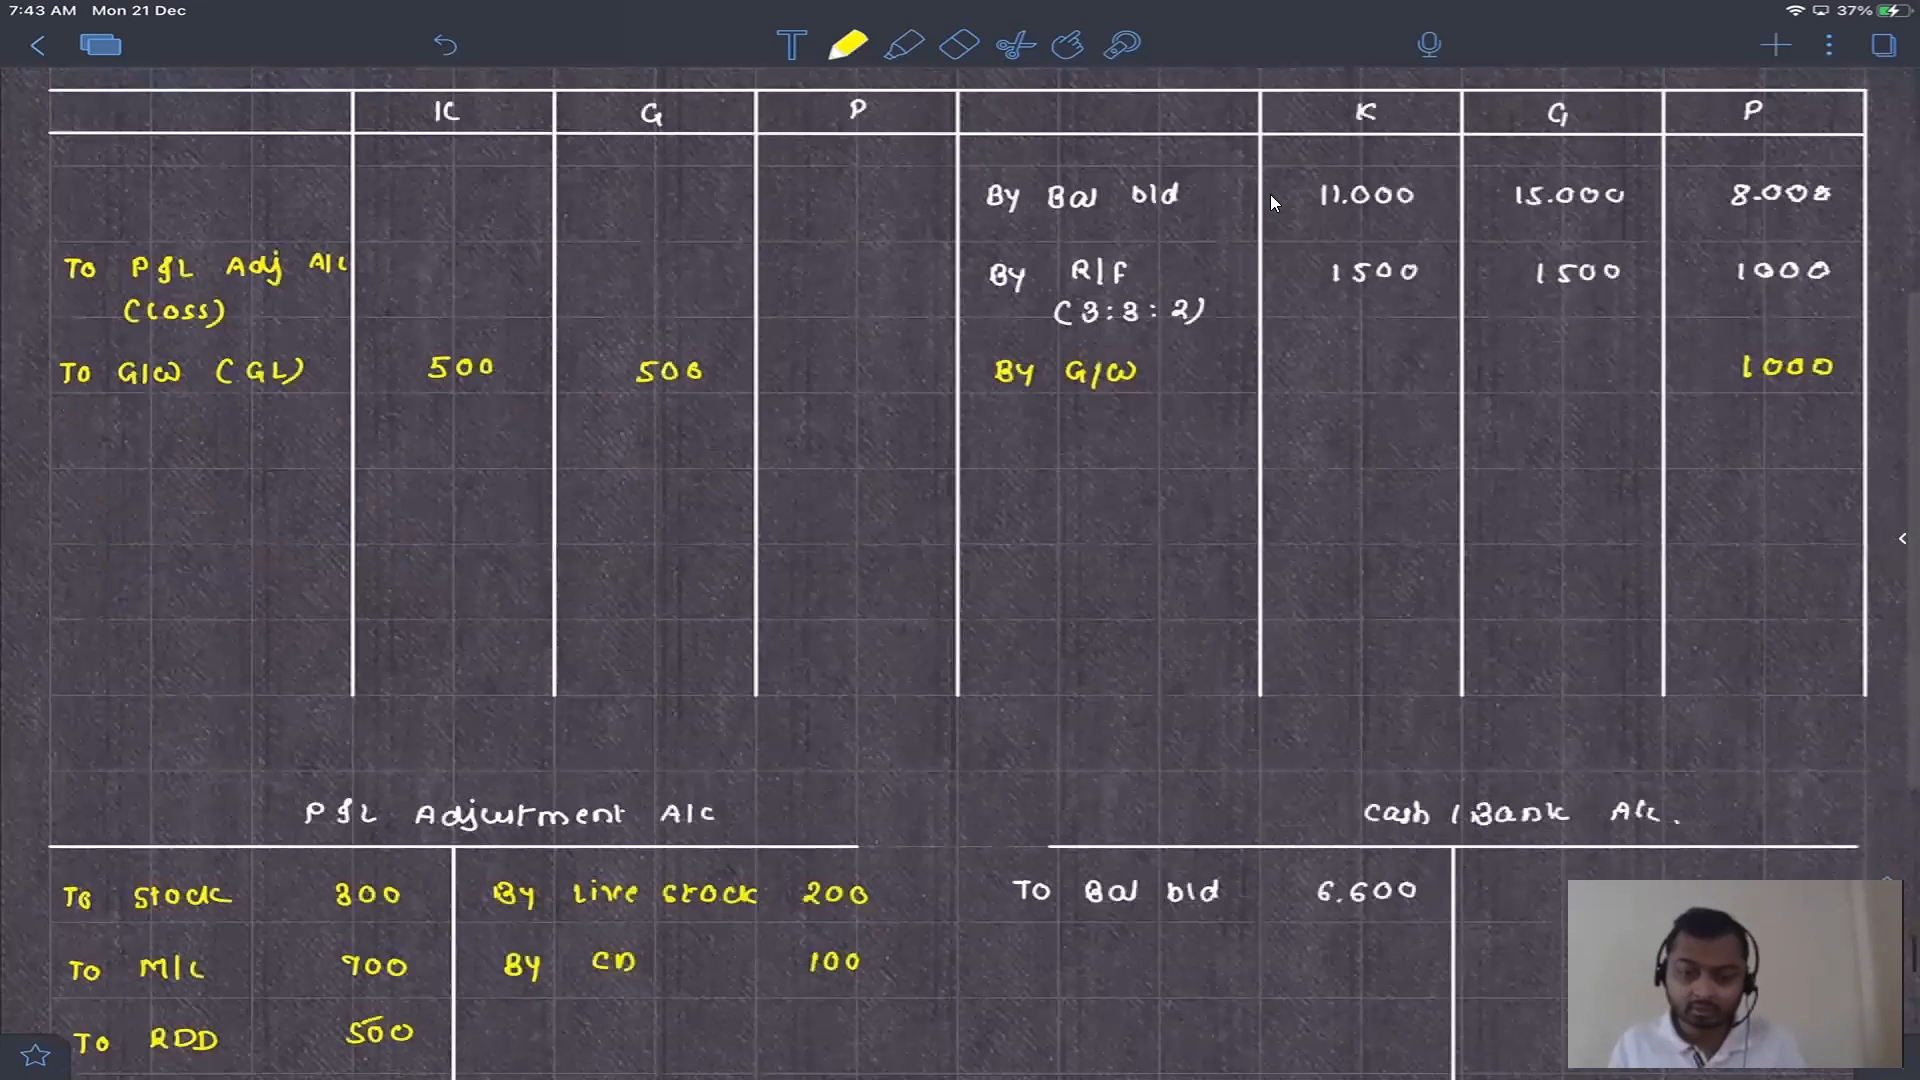 7:43 AM Mon 21 Dec 37%
T
K G P K G P
By Bal b/d 11.000 15.000 8.000
To P&L Adj A/c By R/F 1500 1500 1000
(Loss) (3:3:2)
To G/W (GL) 500 500 By G/W 1000
P&L Adjustment A/c Cash / Bank A/c.
To Stock 300 By Live stock 200 To Bal b/d 6.600
To M/C 700 By CD 100
To RDD 500